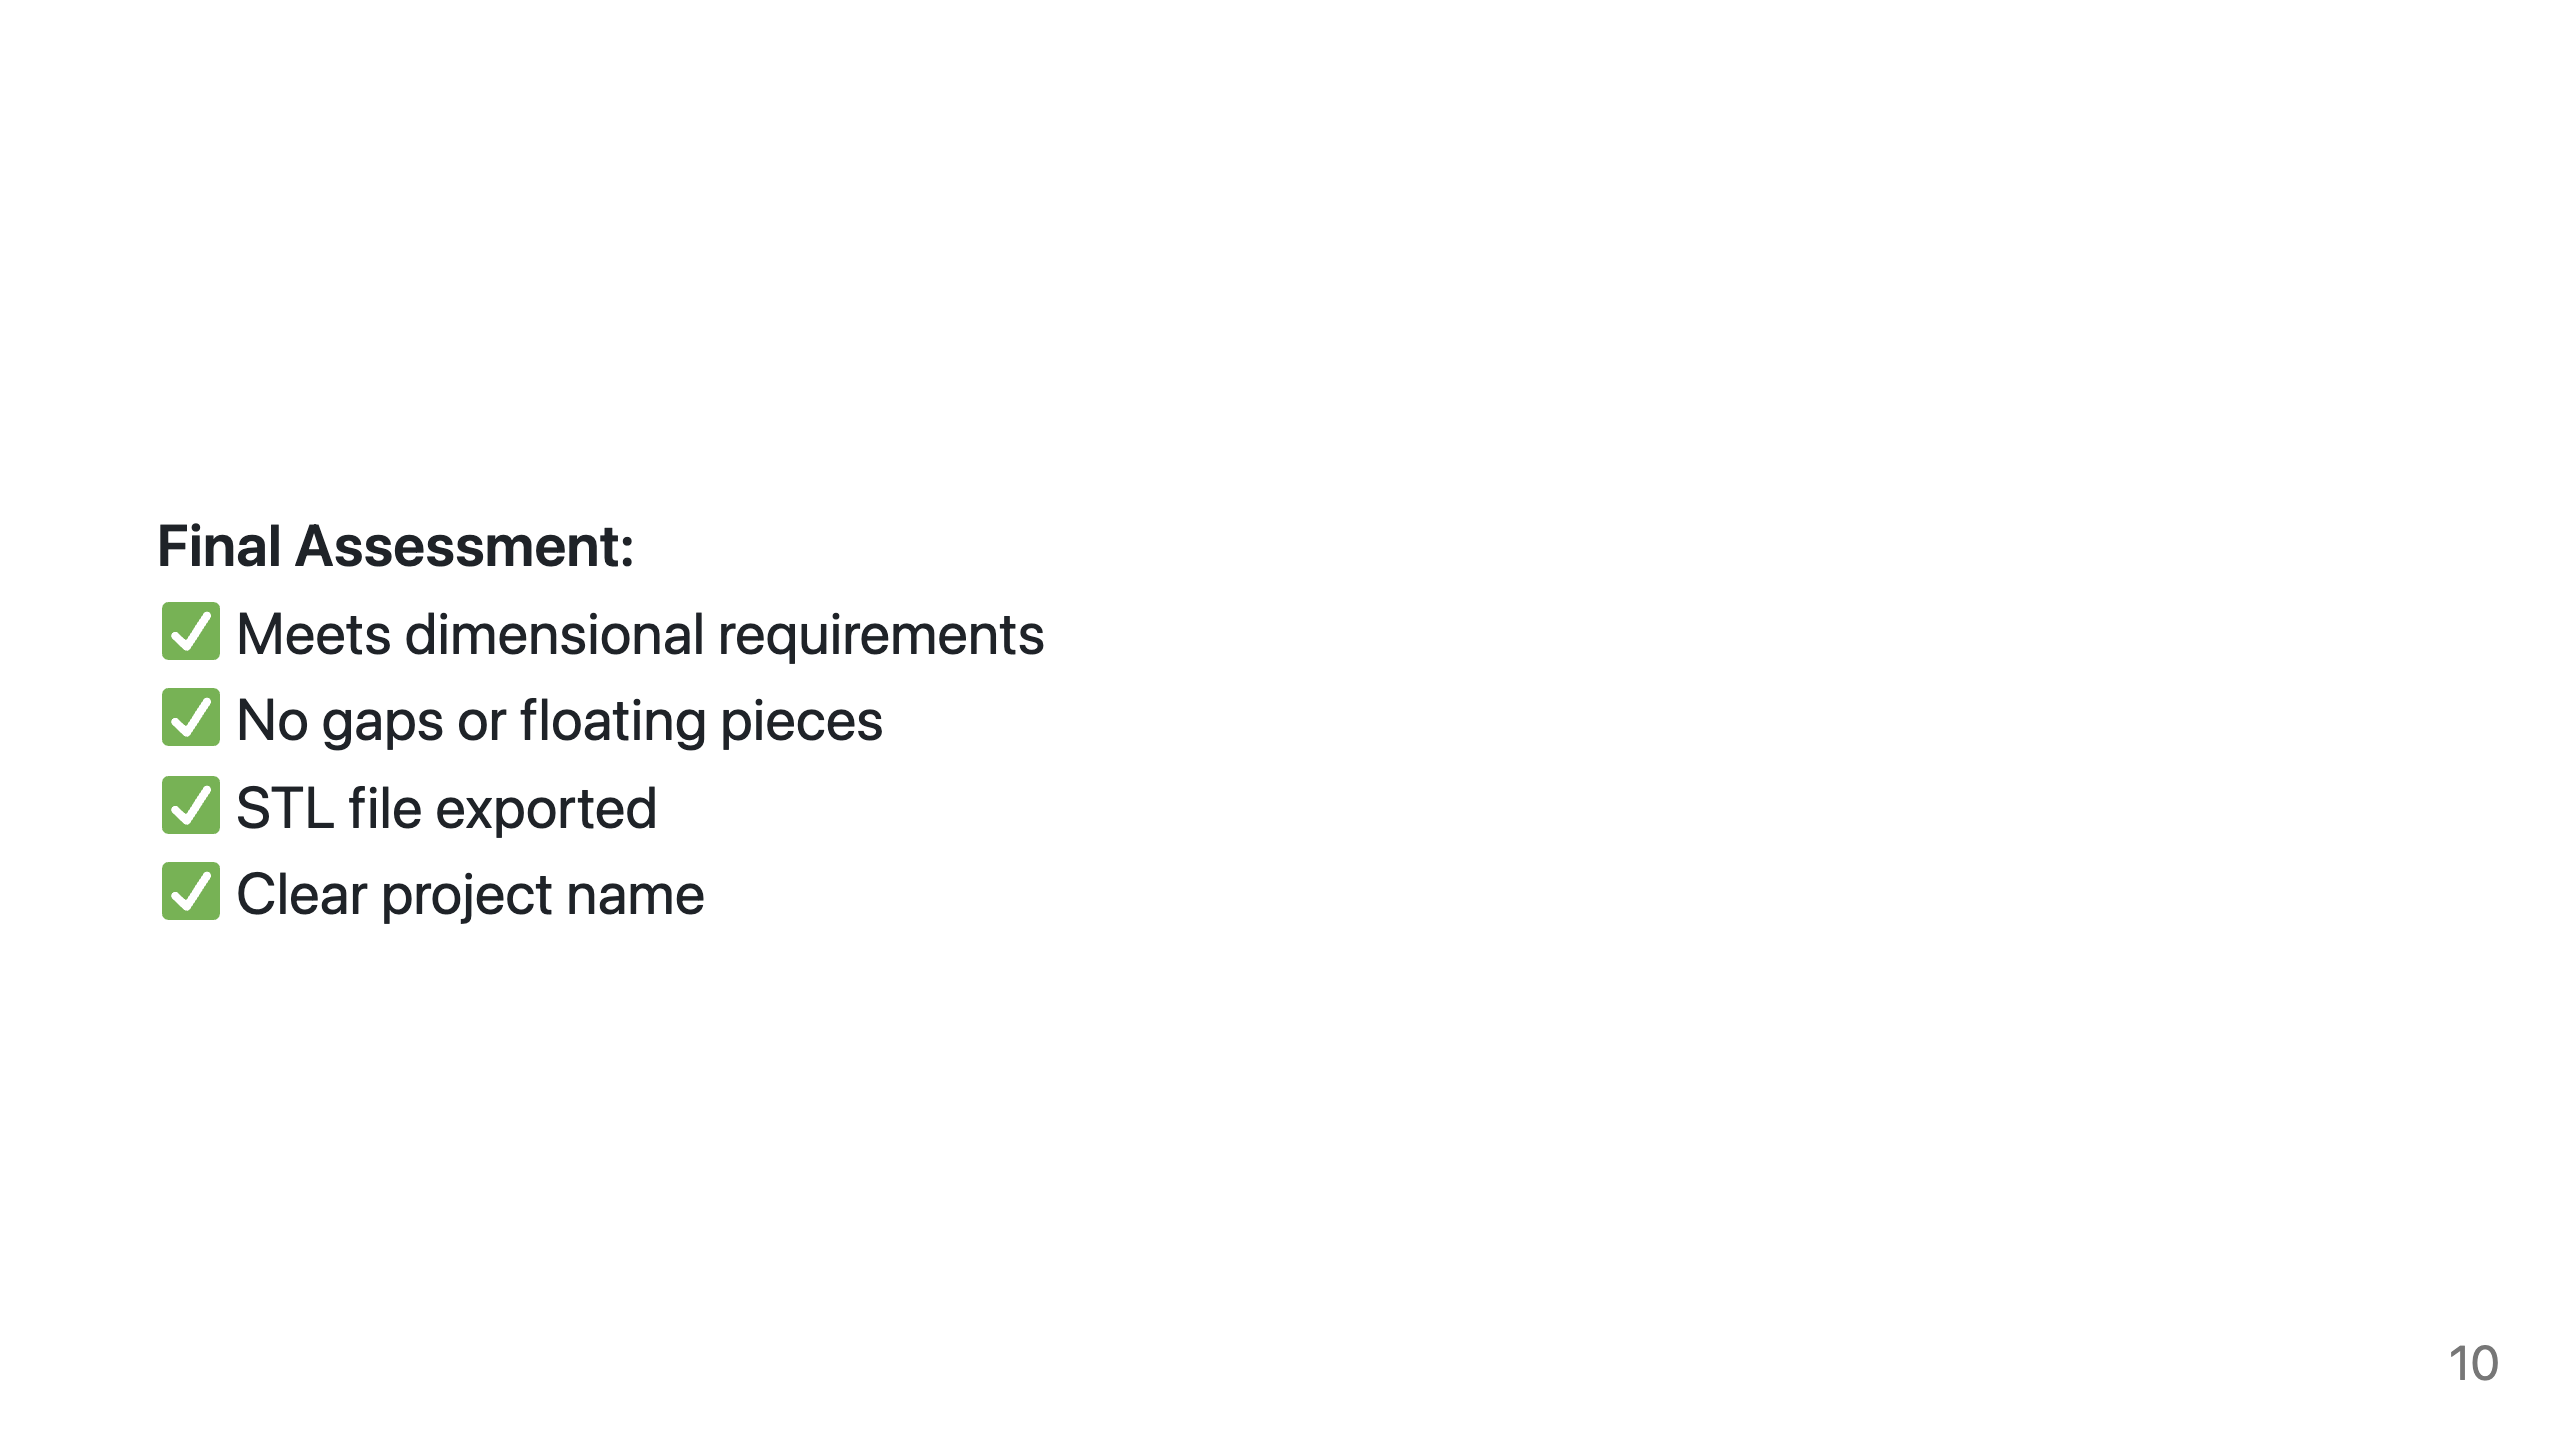 Final Assessment:
✅ Meets dimensional requirements
✅ No gaps or floating pieces
✅ STL file exported
✅ Clear project name
10